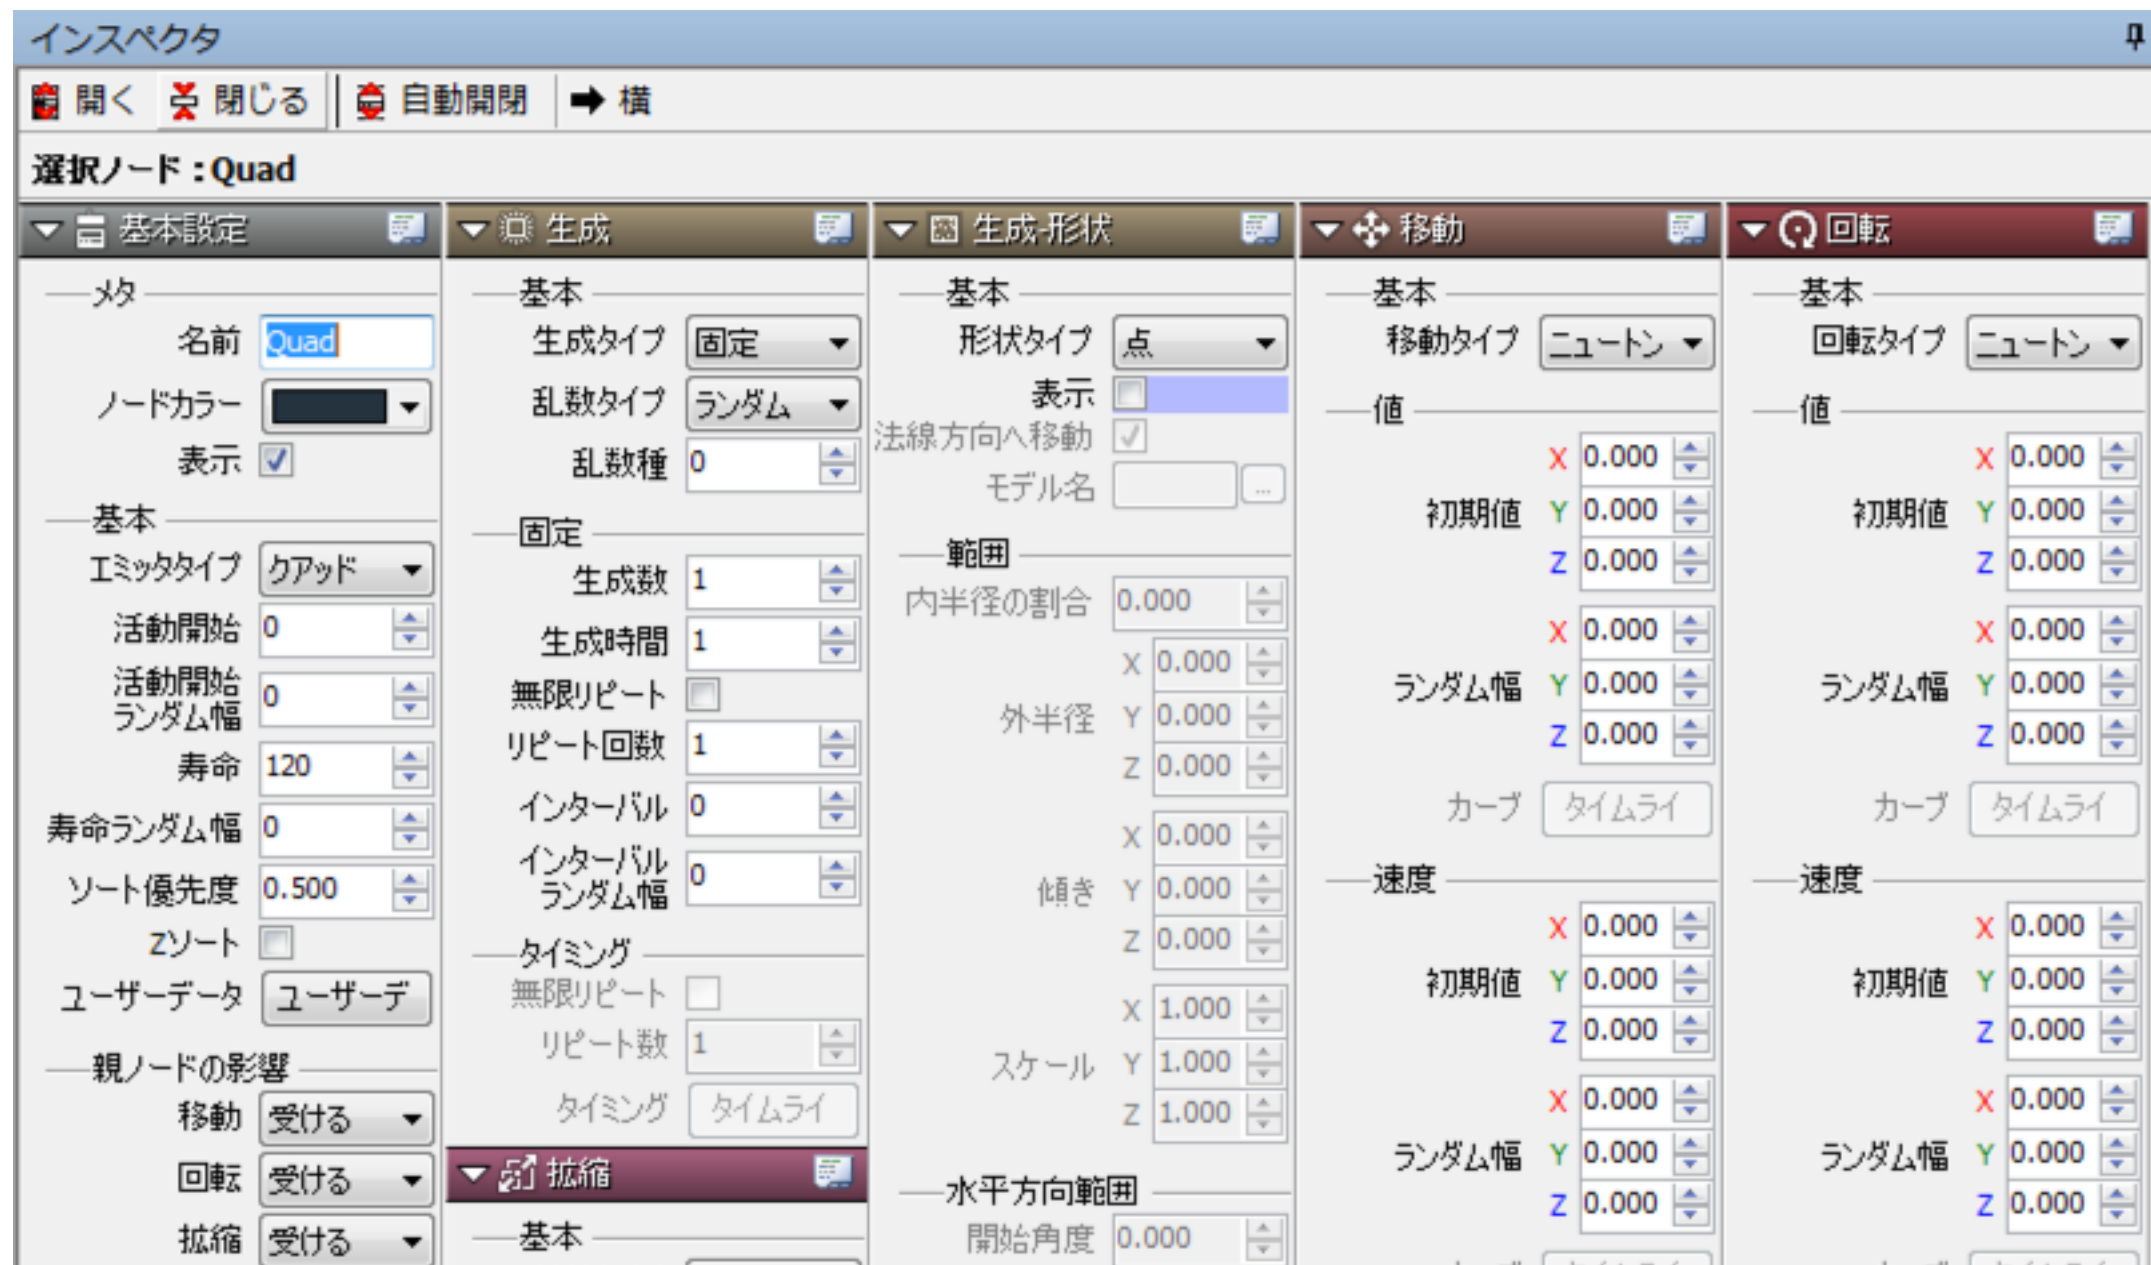 インスペクタ
開く 閉じる 自動開閉 横
選択ノード : Quad
基本設定
メタ
名前 Quad
ノードカラー
表示
基本
エミッタタイプ クアッド
活動開始 0
活動開始
ランダム幅 0
寿命 120
寿命ランダム幅 0
ソート優先度 0.500
Zソート
ユーザーデータ ユーザーデ
親ノードの影響
移動 受ける
回転 受ける
拡縮 受ける
生成
基本
生成タイプ 固定
乱数タイプ ランダム
乱数種 0
固定
生成数 1
生成時間 1
無限リピート
リピート回数 1
インターバル 0
インターバル
ランダム幅 0
タイミング
無限リピート
リピート数 1
タイミング タイムライ
拡縮
基本
生成-形状
基本
形状タイプ 点
表示
法線方向へ移動
モデル名 ...
範囲
内半径の割合 0.000
X 0.000
外半径 Y 0.000
Z 0.000
X 0.000
傾き Y 0.000
Z 0.000
X 1.000
スケール Y 1.000
Z 1.000
水平方向範囲
開始角度 0.000
移動
基本
移動タイプ ニュートン
値
X 0.000
初期値 Y 0.000
Z 0.000
X 0.000
ランダム幅 Y 0.000
Z 0.000
カーブ タイムライ
速度
X 0.000
初期値 Y 0.000
Z 0.000
X 0.000
ランダム幅 Y 0.000
Z 0.000
回転
基本
回転タイプ ニュートン
値
X 0.000
初期値 Y 0.000
Z 0.000
X 0.000
ランダム幅 Y 0.000
Z 0.000
カーブ タイムライ
速度
X 0.000
初期値 Y 0.000
Z 0.000
X 0.000
ランダム幅 Y 0.000
Z 0.000